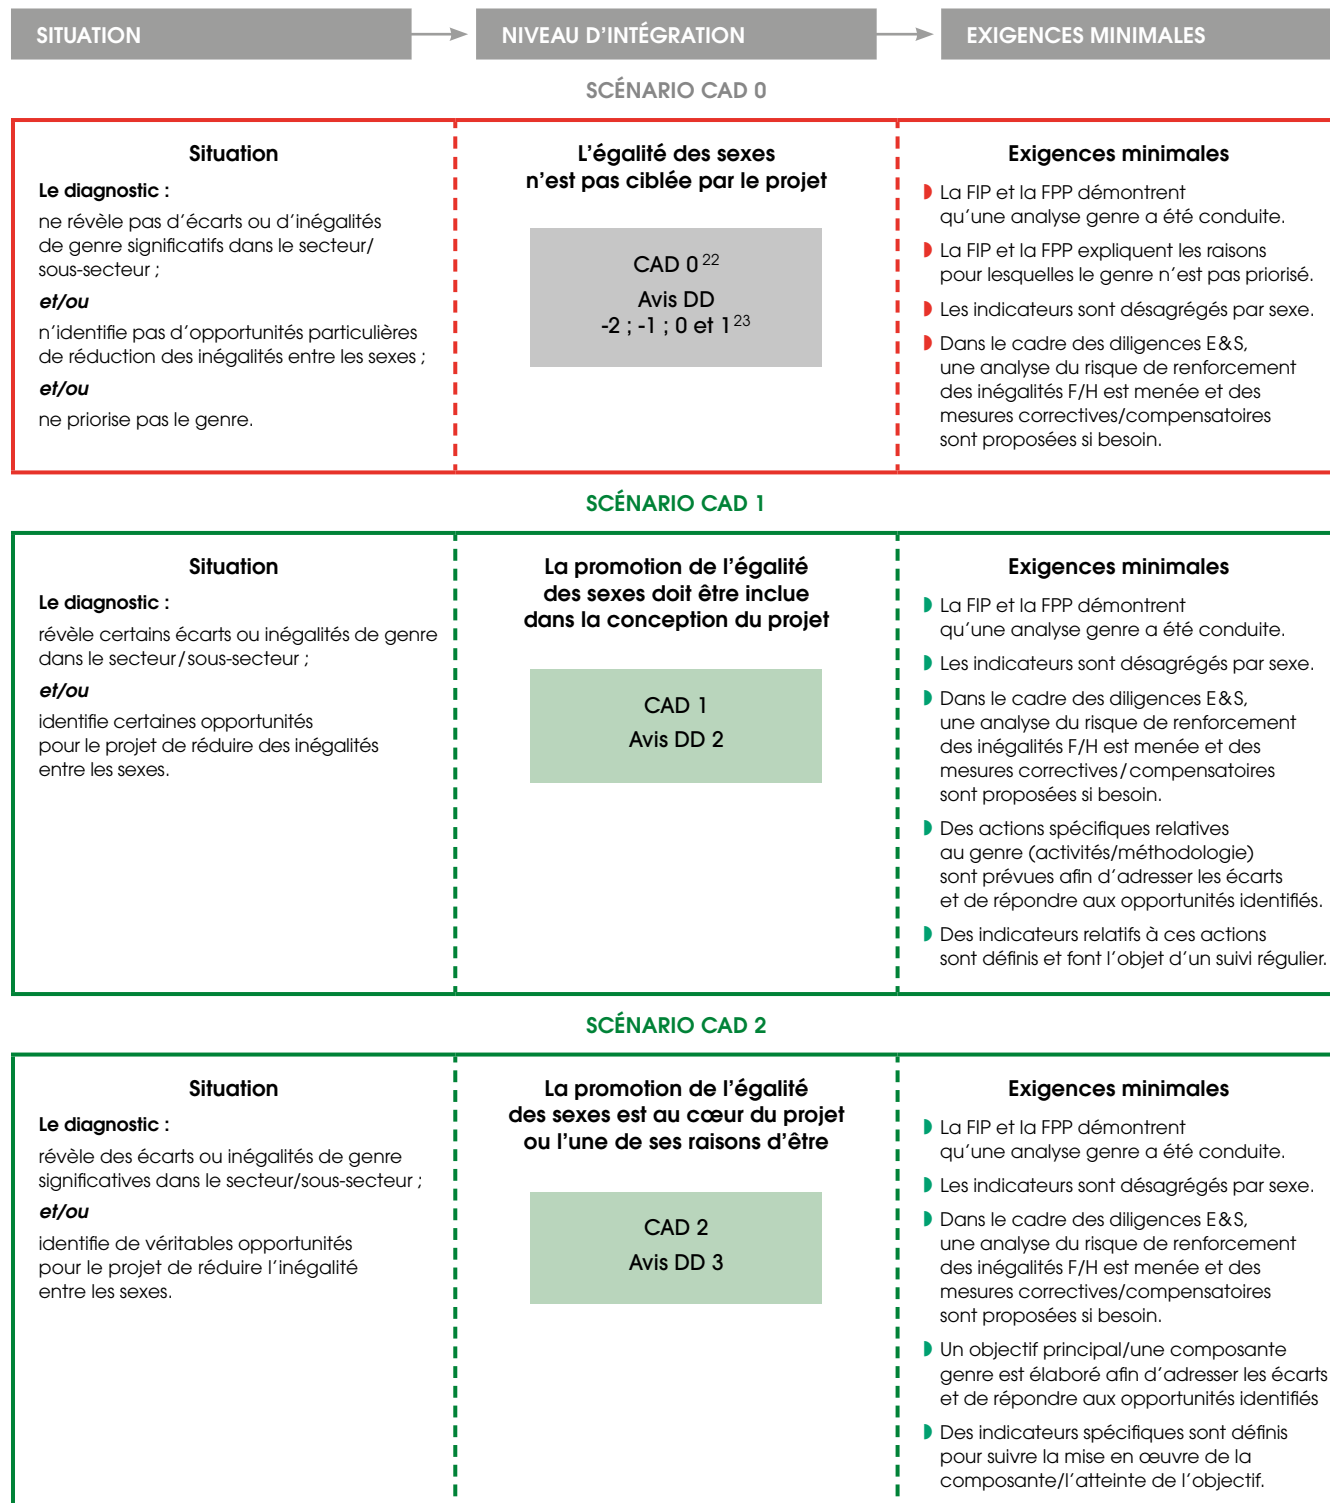 SITUATION
NIVEAU D'INTÉGRATION
EXIGENCES MINIMALES
SCÉNARIO CAD 0
Situation
Le diagnostic :
ne révèle pas d'écarts ou d'inégalités
de genre significatifs dans le secteur/
sous-secteur ;
et/ou
n'identifie pas d'opportunités particulières
de réduction des inégalités entre les sexes ;
et/ou
ne priorise pas le genre.
L'égalité des sexes
n'est pas ciblée par le projet
CAD 0 22
Avis DD
-2 ; -1 ; 0 et 1 23
Exigences minimales
La FIP et la FPP démontrent
qu'une analyse genre a été conduite.
La FIP et la FPP expliquent les raisons
pour lesquelles le genre n'est pas priorisé.
Les indicateurs sont désagrégés par sexe.
Dans le cadre des diligences E&S,
une analyse du risque de renforcement
des inégalités F/H est menée et des
mesures correctives/compensatoires
sont proposées si besoin.
SCÉNARIO CAD 1
Situation
Le diagnostic :
révèle certains écarts ou inégalités de genre
dans le secteur/sous-secteur ;
et/ou
identifie certaines opportunités
pour le projet de réduire des inégalités
entre les sexes.
La promotion de l'égalité
des sexes doit être inclue
dans la conception du projet
CAD 1
Avis DD 2
Exigences minimales
La FIP et la FPP démontrent
qu'une analyse genre a été conduite.
Les indicateurs sont désagrégés par sexe.
Dans le cadre des diligences E&S,
une analyse du risque de renforcement
des inégalités F/H est menée et des
mesures correctives/compensatoires
sont proposées si besoin.
Des actions spécifiques relatives
au genre (activités/méthodologie)
sont prévues afin d'adresser les écarts
et de répondre aux opportunités identifiés.
Des indicateurs relatifs à ces actions
sont définis et font l'objet d'un suivi régulier.
SCÉNARIO CAD 2
Situation
Le diagnostic :
révèle des écarts ou inégalités de genre
significatives dans le secteur/sous-secteur ;
et/ou
identifie de véritables opportunités
pour le projet de réduire l'inégalité
entre les sexes.
La promotion de l'égalité
des sexes est au cœur du projet
ou l'une de ses raisons d'être
CAD 2
Avis DD 3
Exigences minimales
La FIP et la FPP démontrent
qu'une analyse genre a été conduite.
Les indicateurs sont désagrégés par sexe.
Dans le cadre des diligences E&S,
une analyse du risque de renforcement
des inégalités F/H est menée et des
mesures correctives/compensatoires
sont proposées si besoin.
Un objectif principal/une composante
genre est élaboré afin d'adresser les écarts
et de répondre aux opportunités identifiés
Des indicateurs spécifiques sont définis
pour suivre la mise en œuvre de la
composante/l'atteinte de l'objectif.